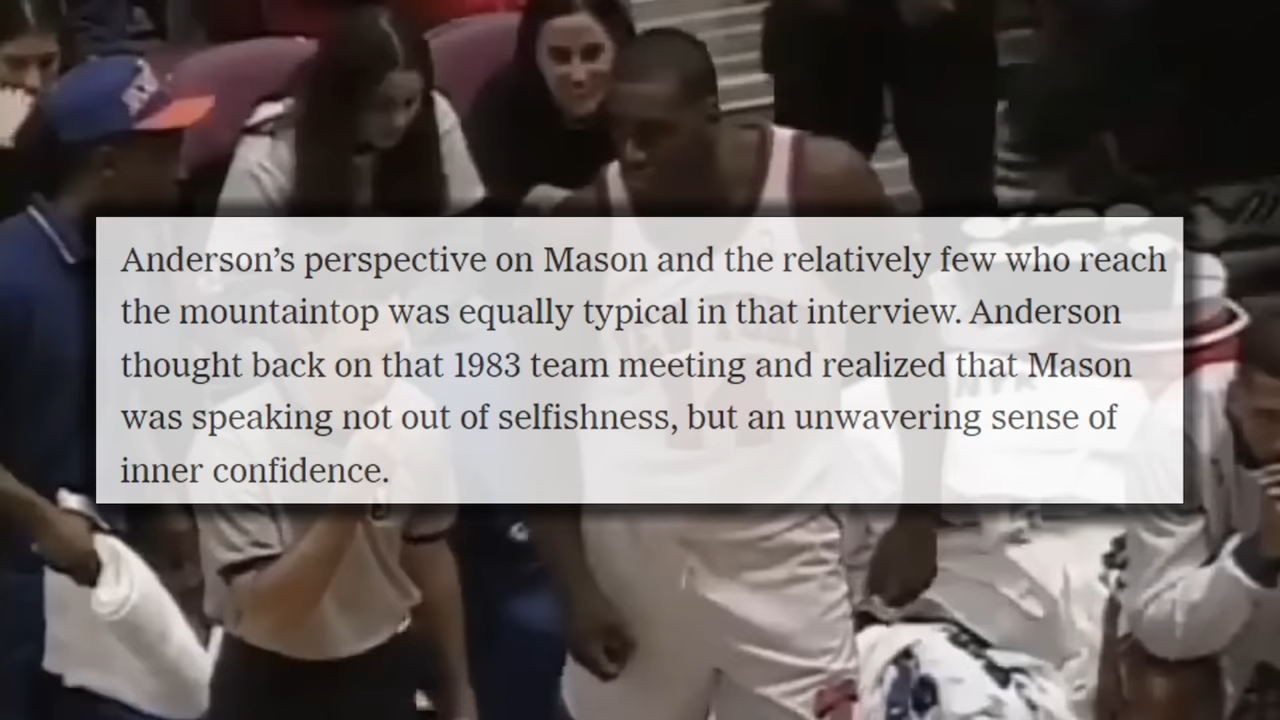 Anderson’s perspective on Mason and the relatively few who reach
the mountaintop was equally typical in that interview. Anderson
thought back on that 1983 team meeting and realized that Mason
was speaking not out of selfishness, but an unwavering sense of
inner confidence.